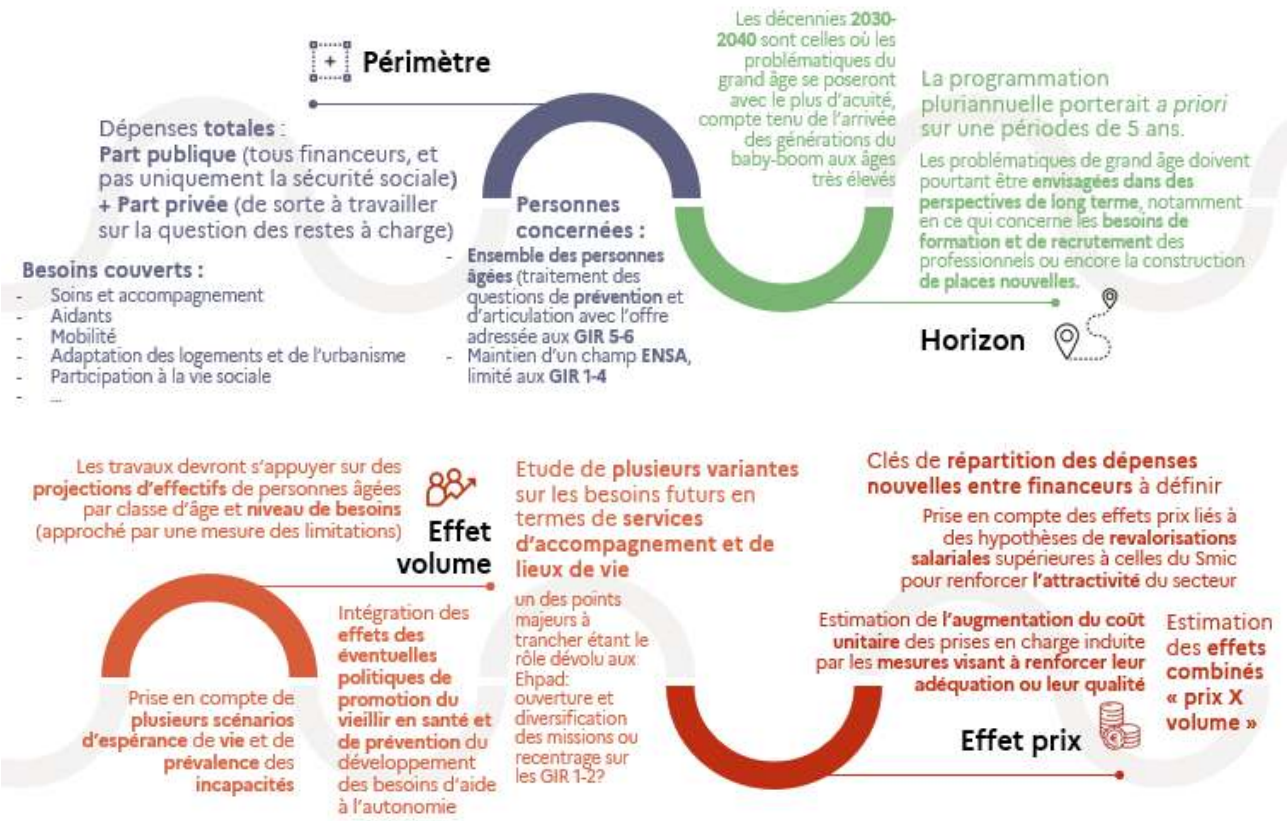 Périmètre
Dépenses totales :
Part publique (tous financeurs, et
pas uniquement la sécurité sociale)
+ Part privée (de sorte à travailler
sur la question des restes à charge)
Besoins couverts :
- Soins et accompagnement
- Aidants
- Mobilité
- Adaptation des logements et de l'urbanisme
- Participation à la vie sociale
- ...
Personnes
concernées :
- Ensemble des personnes
âgées (traitement des
questions de prévention et
d'articulation avec l'offre
adressée aux GIR 5-6
- Maintien d'un champ ENSA,
limité aux GIR 1-4
Les décennies 2030-
2040 sont celles où les
problématiques du
grand âge se poseront
avec le plus d'acuité,
compte tenu de l'arrivée
des générations du
baby-boom aux âges
très élevés
La programmation
pluriannuelle porterait a priori
sur une périodes de 5 ans.
Les problématiques de grand âge doivent
pourtant être envisagées dans des
perspectives de long terme, notamment
en ce qui concerne les besoins de
formation et de recrutement des
professionnels ou encore la construction
de places nouvelles.
Horizon
Les travaux devront s'appuyer sur des
projections d'effectifs de personnes âgées
par classe d'âge et niveau de besoins
(approché par une mesure des limitations)
Effet
volume
Prise en compte de
plusieurs scénarios
d'espérance de vie et de
prévalence des
incapacités
Intégration des
effets des
éventuelles
politiques de
promotion du
vieillir en santé et
de prévention du
développement
des besoins d'aide
à l'autonomie
Etude de plusieurs variantes
sur les besoins futurs en
termes de services
d'accompagnement et de
lieux de vie
un des points
majeurs à
trancher étant le
rôle dévolu aux
Ehpad:
ouverture et
diversification
des missions ou
recentrage sur
les GIR 1-2?
Clés de répartition des dépenses
nouvelles entre financeurs à définir
Prise en compte des effets prix liés à
des hypothèses de revalorisations
salariales supérieures à celles du Smic
pour renforcer l'attractivité du secteur
Estimation de l'augmentation du coût
unitaire des prises en charge induite
par les mesures visant à renforcer leur
adéquation ou leur qualité
Estimation
des effets
combinés
« prix X
volume »
Effet prix